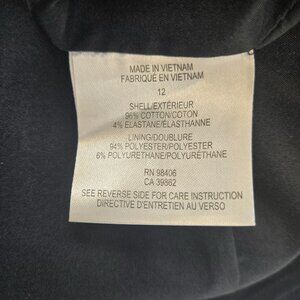 MADE IN VIETNAM
FABRIQUÉ EN VIETNAM
12
SHELL/EXTÉRIEUR
96% COTTON/COTON
4% ELASTANE/ÉLASTHANNE
LINING/DOUBLURE
94% POLYESTER/POLYESTER
6% POLYURETHANE/POLYURÉTHANE
RN 98406
CA 39862
SEE REVERSE SIDE FOR CARE INSTRUCTION
DIRECTIVE D'ENTRETIEN AU VERSO